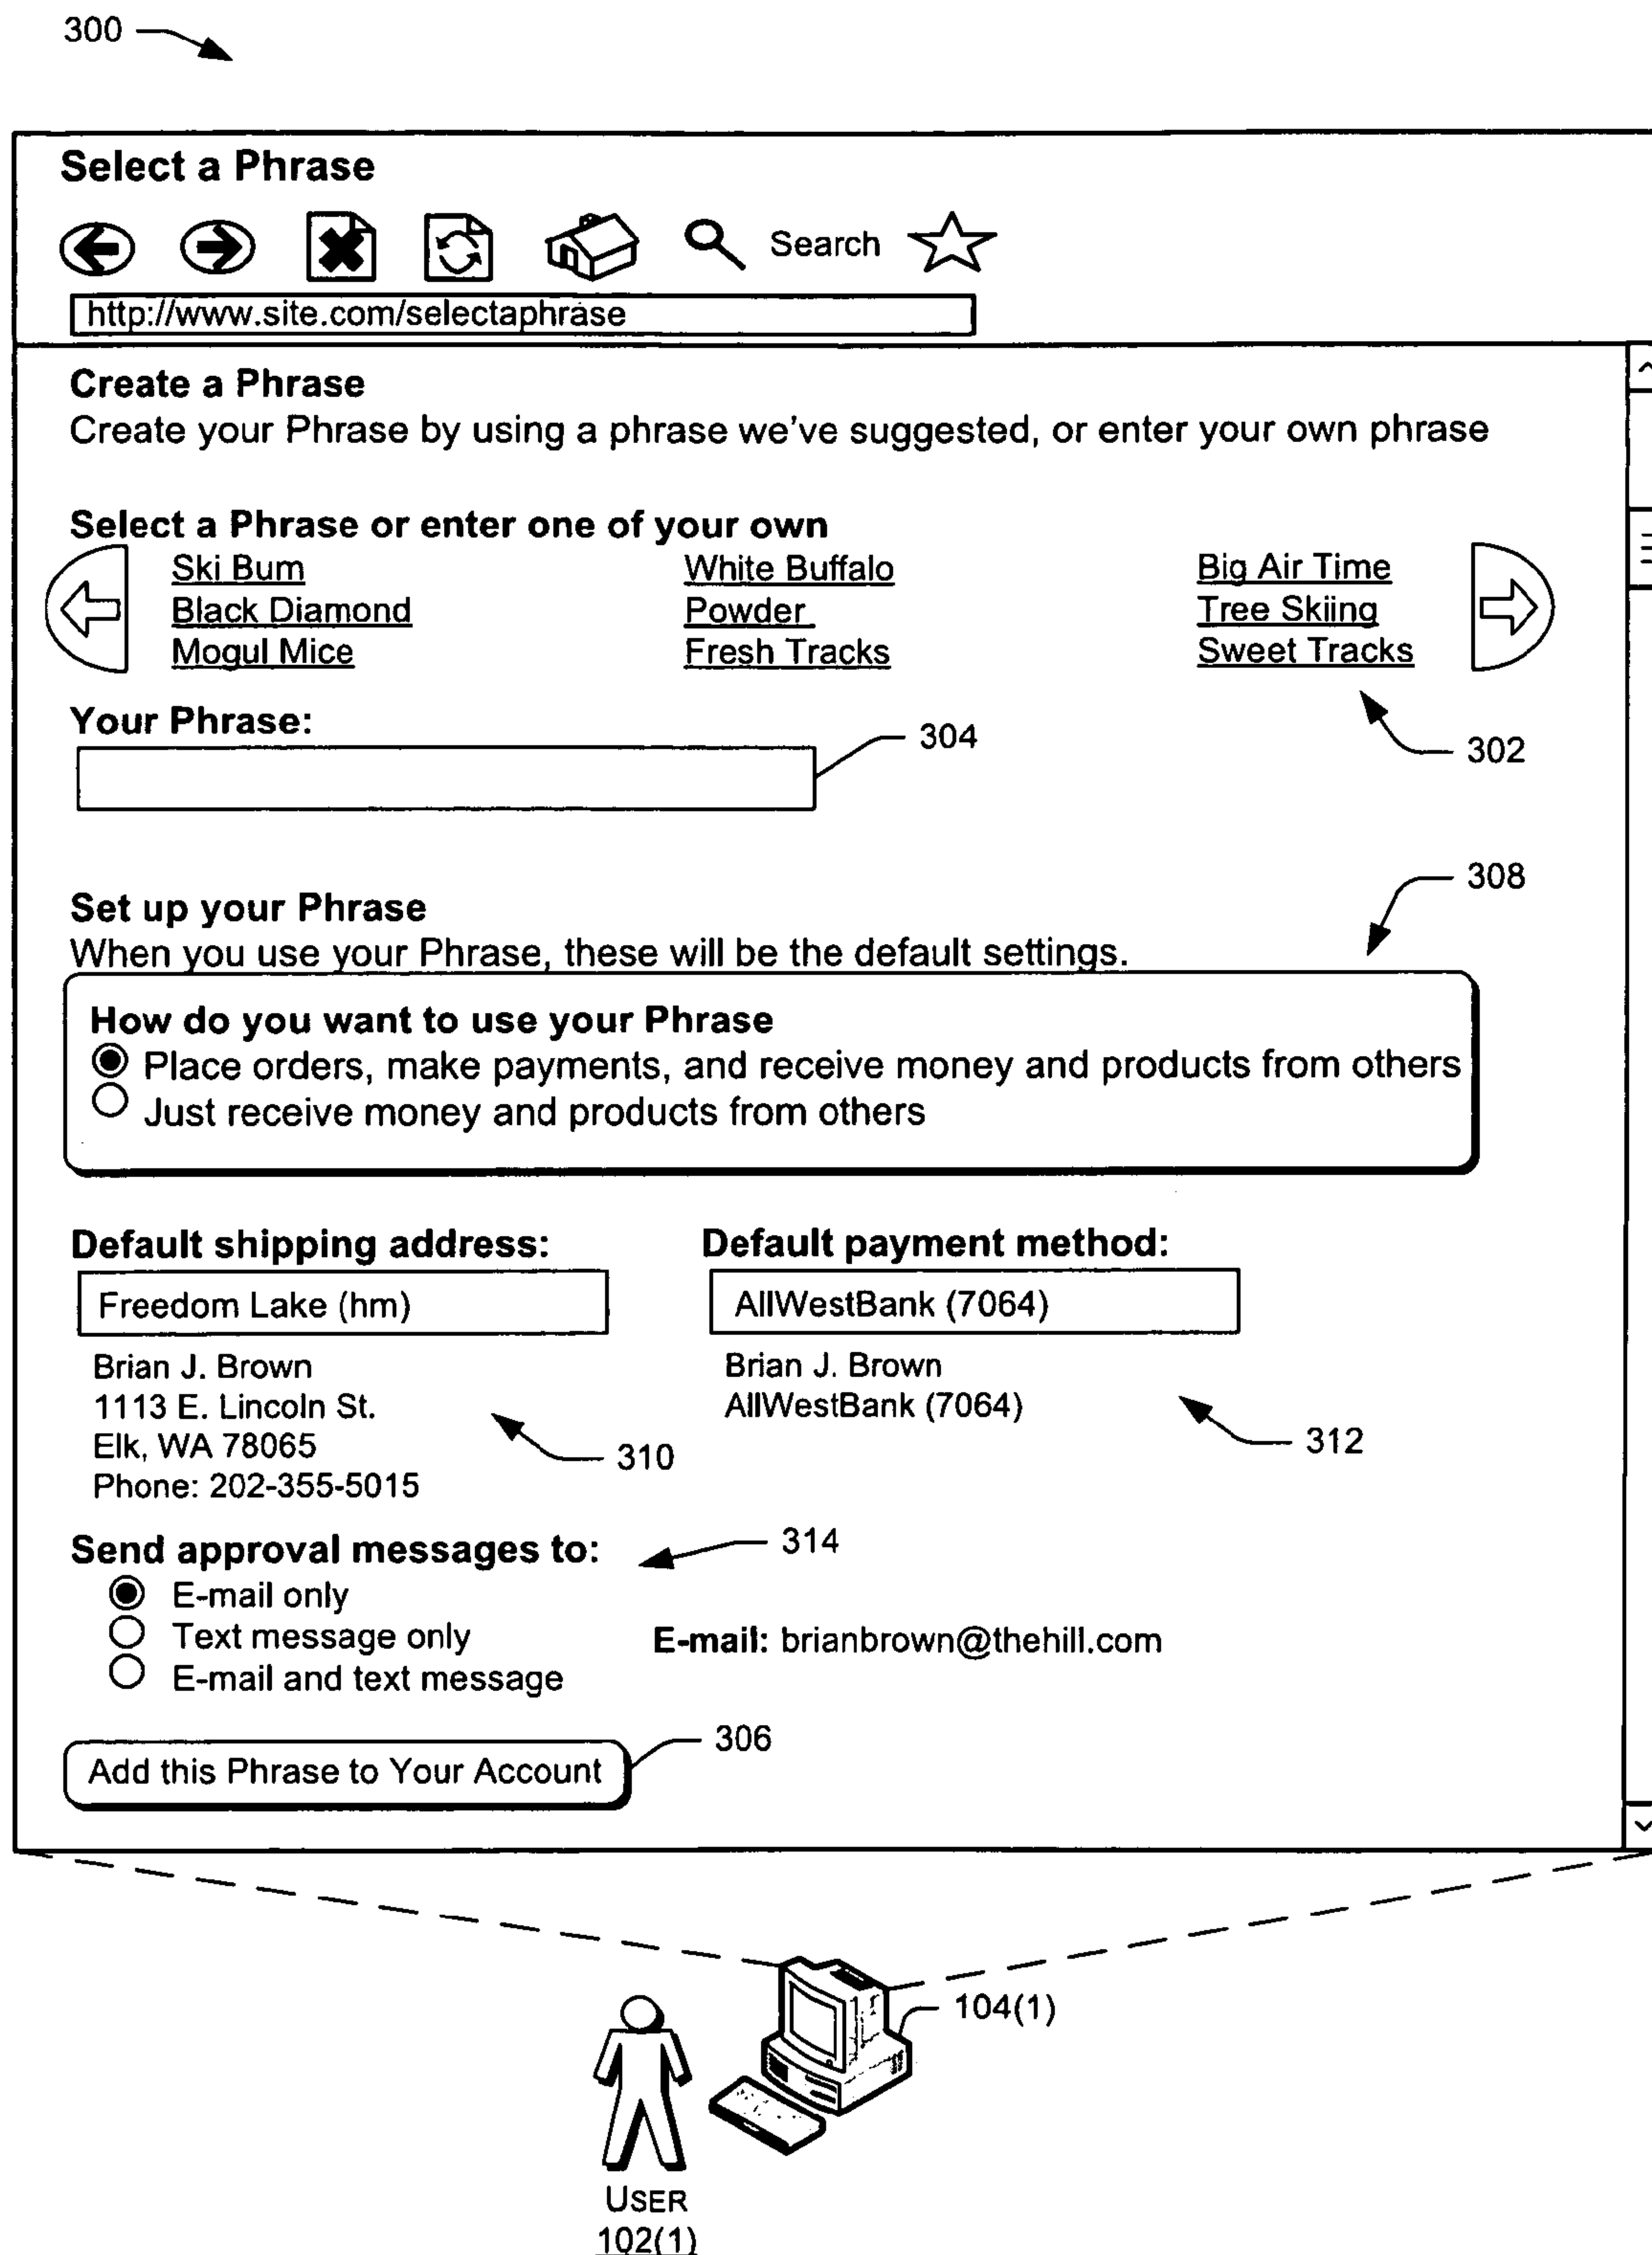 300
Select a Phrase
Search
http://www.site.com/selectaphrase
Create a Phrase
Create your Phrase by using a phrase we've suggested, or enter your own phrase
Select a Phrase or enter one of your own
Ski Bum White Buffalo Big Air Time
Black Diamond Powder Tree Skiing
Mogul Mice Fresh Tracks Sweet Tracks
Your Phrase:
304
302
308
Set up your Phrase
When you use your Phrase, these will be the default settings.
How do you want to use your Phrase
Place orders, make payments, and receive money and products from others
Just receive money and products from others
Default shipping address: Default payment method:
Freedom Lake (hm) AllWestBank (7064)
Brian J. Brown Brian J. Brown
1113 E. Lincoln St. AllWestBank (7064)
Elk, WA 78065 310 312
Phone: 202-355-5015
Send approval messages to: 314
E-mail only
Text message only E-mail: brianbrown@thehill.com
E-mail and text message
306
Add this Phrase to Your Account
104(1)
USER
102(1)